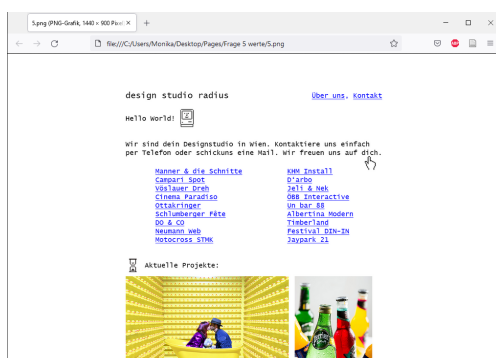 5.png (PNG-Grafik, 1440 × 900 Pixel)
file:///C:/Users/Monika/Desktop/Pages/Frage 5 werte/5.png
design studio radius
Über uns, Kontakt
Hello World!
Wir sind dein Designstudio in Wien. Kontaktiere uns einfach
per Telefon oder schickuns eine Mail. Wir freuen uns auf dich.
Manner & die Schnitte
Campari Spot
Vöslauer Dreh
Cinema Paradiso
Ottakringer
Schlumberger Fête
DO & CO
Neumann Web
Motocross STMK
KHM Install
D'arbo
Jeli & Nek
ÖBB Interactive
Un bar 88
Albertina Modern
Timberland
Festival DIN-IN
Jaypark 21
Aktuelle Projekte: